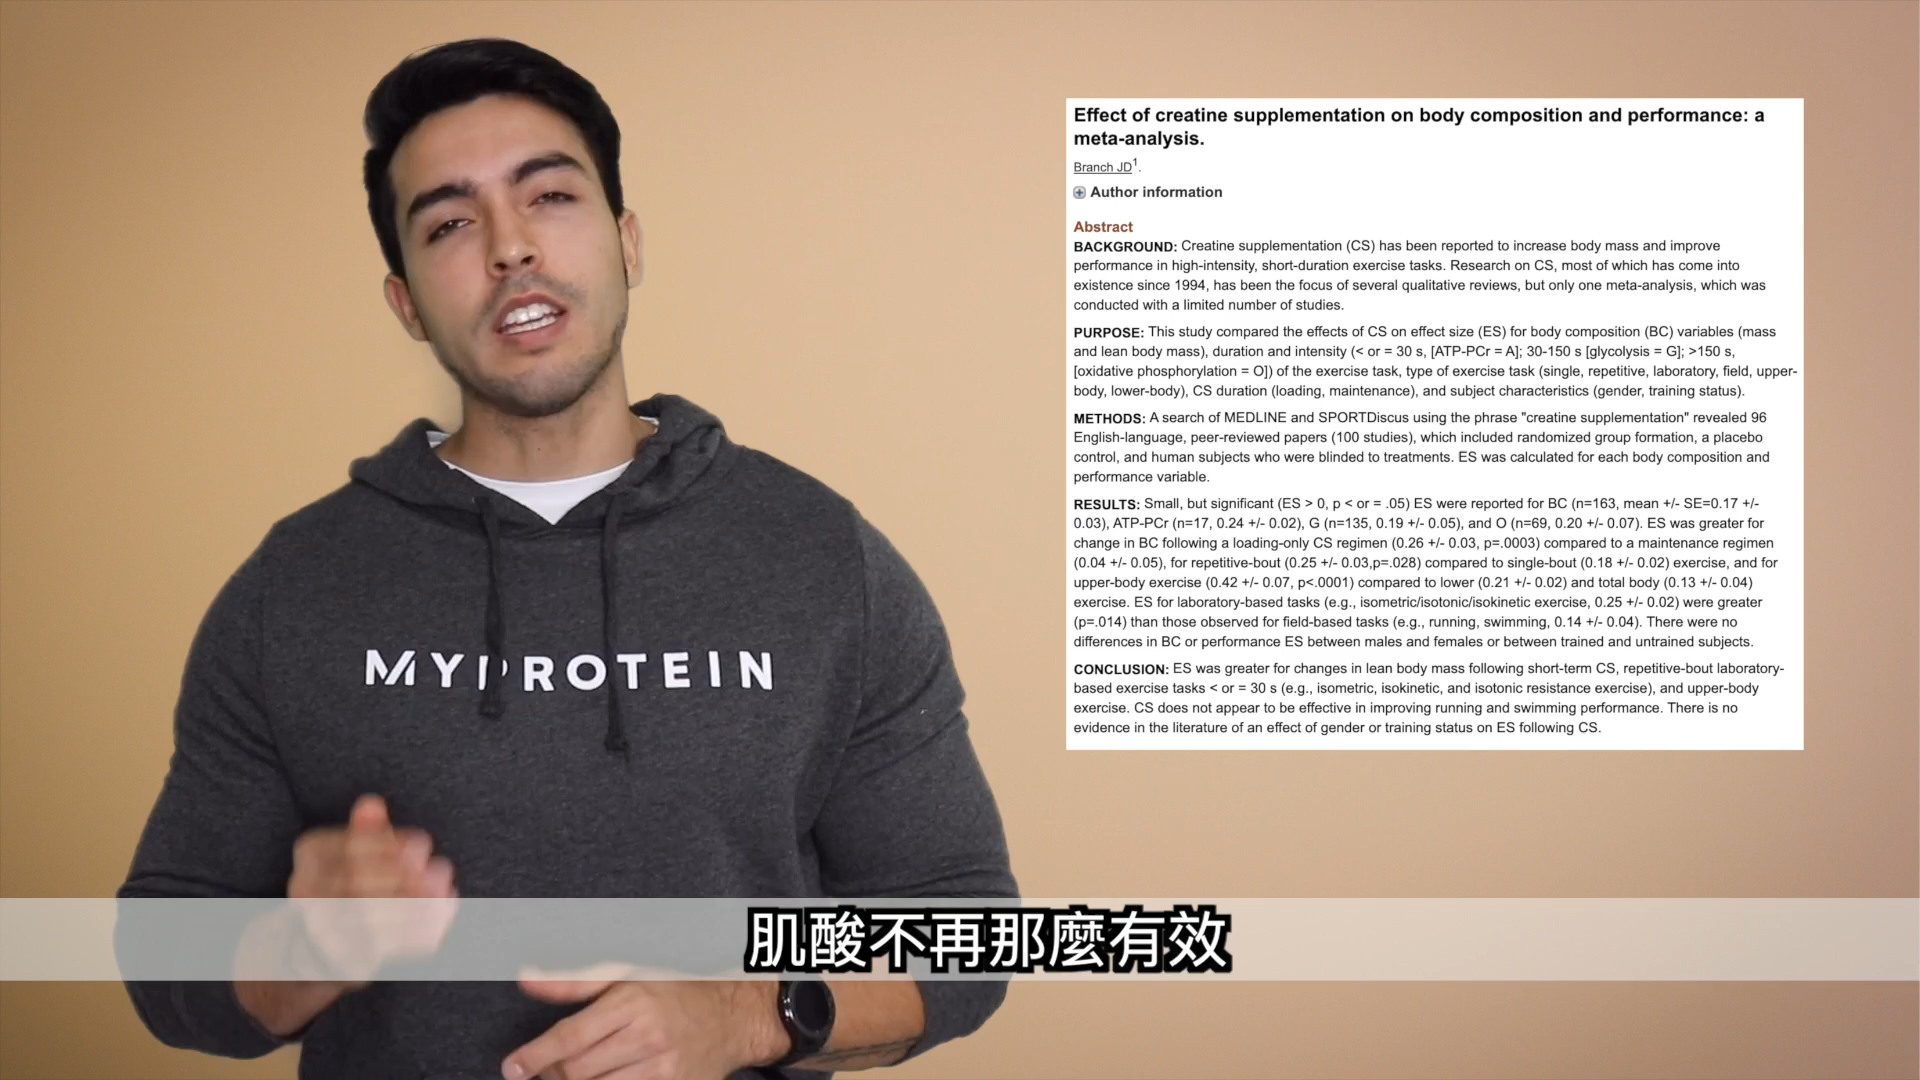 Effect of creatine supplementation on body composition and performance: a
meta-analysis.
Branch JD1.
Author information
Abstract
BACKGROUND: Creatine supplementation (CS) has been reported to increase body mass and improve
performance in high-intensity, short-duration exercise tasks. Research on CS, most of which has come into
existence since 1994, has been the focus of several qualitative reviews, but only one meta-analysis, which was
conducted with a limited number of studies.
PURPOSE: This study compared the effects of CS on effect size (ES) for body composition (BC) variables (mass
and lean body mass), duration and intensity (< or = 30 s, [ATP-PCr = A]; 30-150 s [glycolysis = G]; >150 s,
[oxidative phosphorylation = O]) of the exercise task, type of exercise task (single, repetitive, laboratory, field, upper-
body, lower-body), CS duration (loading, maintenance), and subject characteristics (gender, training status).
METHODS: A search of MEDLINE and SPORTDiscus using the phrase "creatine supplementation" revealed 96
English-language, peer-reviewed papers (100 studies), which included randomized group formation, a placebo
control, and human subjects who were blinded to treatments. ES was calculated for each body composition and
performance variable.
RESULTS: Small, but significant (ES > 0, p < or = .05) ES were reported for BC (n=163, mean +/- SE=0.17 +/-
0.03), ATP-PCr (n=17, 0.24 +/- 0.02), G (n=135, 0.19 +/- 0.05), and O (n=69, 0.20 +/- 0.07). ES was greater for
change in BC following a loading-only CS regimen (0.26 +/- 0.03, p=.0003) compared to a maintenance regimen
(0.04 +/- 0.05), for repetitive-bout (0.25 +/- 0.03,p=.028) compared to single-bout (0.18 +/- 0.02) exercise, and for
upper-body exercise (0.42 +/- 0.07, p<.0001) compared to lower (0.21 +/- 0.02) and total body (0.13 +/- 0.04)
exercise. ES for laboratory-based tasks (e.g., isometric/isotonic/isokinetic exercise, 0.25 +/- 0.02) were greater
(p=.014) than those observed for field-based tasks (e.g., running, swimming, 0.14 +/- 0.04). There were no
differences in BC or performance ES between males and females or between trained and untrained subjects.
CONCLUSION: ES was greater for changes in lean body mass following short-term CS, repetitive-bout laboratory-
based exercise tasks < or = 30 s (e.g., isometric, isokinetic, and isotonic resistance exercise), and upper-body
exercise. CS does not appear to be effective in improving running and swimming performance. There is no
evidence in the literature of an effect of gender or training status on ES following CS.
MYPROTEIN
肌酸不再那麼有效